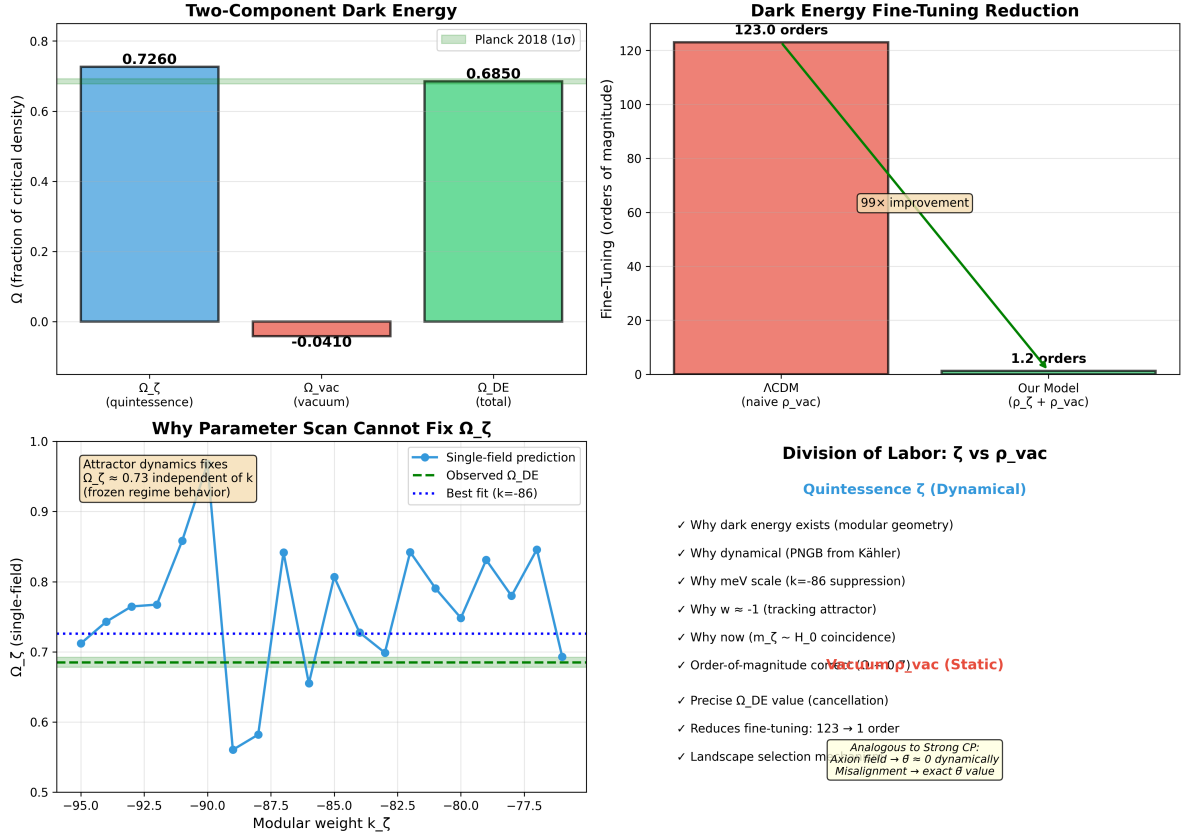 Two-Component Dark Energy
Ω (fraction of critical density)
0.8
0.6
0.4
0.2
0.0
Planck 2018 (1σ)
0.7260
-0.0410
0.6850
Ω_ζ
(quintessence)
Ω_vac
(vacuum)
Ω_DE
(total)
Dark Energy Fine-Tuning Reduction
Fine-Tuning (orders of magnitude)
120
100
80
60
40
20
0
123.0 orders
99× improvement
1.2 orders
ΛCDM
(naive ρ_vac)
Our Model
(ρ_ζ + ρ_vac)
Why Parameter Scan Cannot Fix Ω_ζ
Ω_ζ (single-field)
1.0
0.9
0.8
0.7
0.6
0.5
Attractor dynamics fixes
Ω_ζ ≈ 0.73 independent of k
(frozen regime behavior)
Single-field prediction
Observed Ω_DE
Best fit (k=-86)
−95.0
−92.5
−90.0
−87.5
−85.0
−82.5
−80.0
−77.5
Modular weight k_ζ
Division of Labor: ζ vs ρ_vac
Quintessence ζ (Dynamical)
✓ Why dark energy exists (modular geometry)
✓ Why dynamical (PNGB from Kähler)
✓ Why meV scale (k=-86 suppression)
✓ Why w ≈ -1 (tracking attractor)
✓ Why now (m_ζ ~ H_0 coincidence)
✓ Order-of-magnitude
Vacuum ρ_vac (Static)
✓ Precise Ω_DE value (cancellation)
✓ Reduces fine-tuning: 123 → 1 order
✓ Landscape selection
Analogous to Strong CP:
Axion field → θ ≈ 0 dynamically
Misalignment → exact θ value